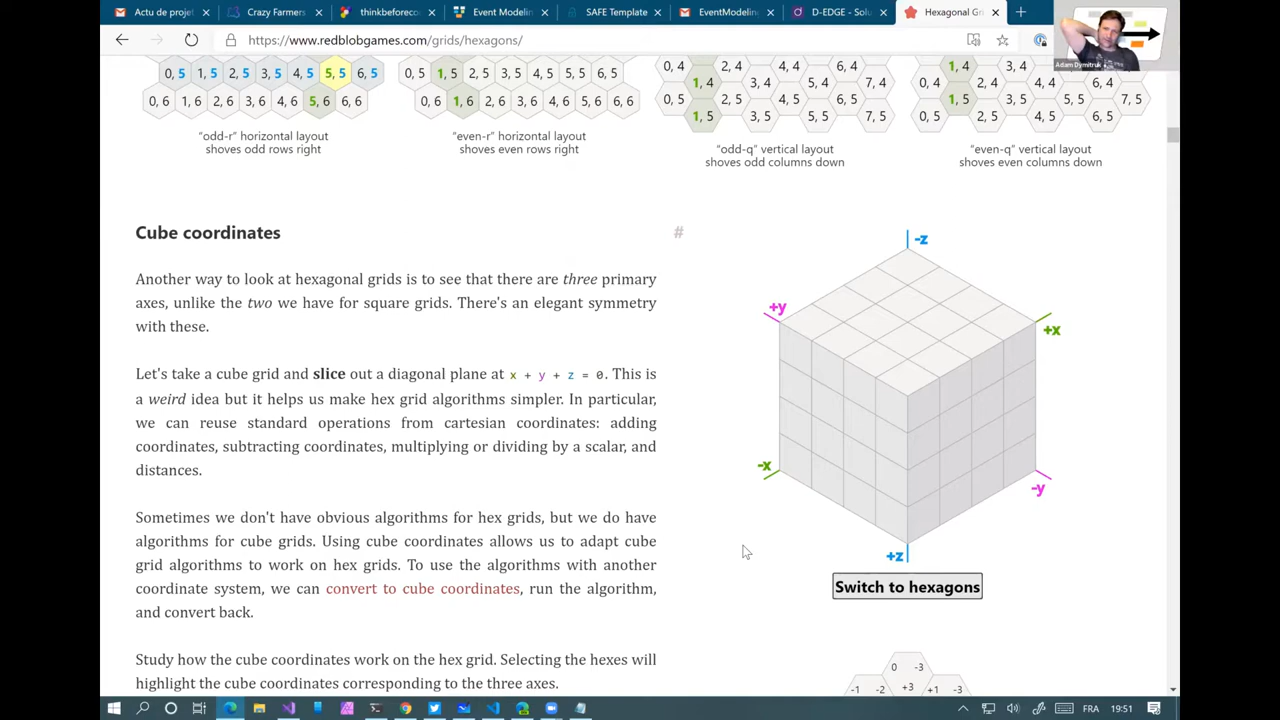 Actu de projet
Crazy Farmers
thinkbeforecod
Event Modelin
SAFE Template
EventModelin
D-EDGE - Solu
Hexagonal Gri
https://www.redblobgames.com/grids/hexagons/
Adam Dymitruk
0, 5 1, 5 2, 5 3, 5 4, 5 5, 5 6, 5
0, 6 1, 6 2, 6 3, 6 4, 6 5, 6 6, 6
"odd-r" horizontal layout
shoves odd rows right
0, 5 1, 5 2, 5 3, 5 4, 5 5, 5 6, 5
0, 6 1, 6 2, 6 3, 6 4, 6 5, 6 6, 6
"even-r" horizontal layout
shoves even rows right
0, 4 2, 4 4, 4 6, 4
1, 4 3, 4 5, 4 7, 4
0, 5 2, 5 4, 5 6, 5
1, 5 3, 5 5, 5 7, 5
"odd-q" vertical layout
shoves odd columns down
1, 4 3, 4 5, 4 7, 4
0, 4 2, 4 4, 4 6, 4
1, 5 3, 5 5, 5 7, 5
0, 5 2, 5 4, 5 6, 5
"even-q" vertical layout
shoves even columns down
Cube coordinates
#
Another way to look at hexagonal grids is to see that there are three primary
axes, unlike the two we have for square grids. There's an elegant symmetry
with these.
Let's take a cube grid and slice out a diagonal plane at x + y + z = 0. This is
a weird idea but it helps us make hex grid algorithms simpler. In particular,
we can reuse standard operations from cartesian coordinates: adding
coordinates, subtracting coordinates, multiplying or dividing by a scalar, and
distances.
Sometimes we don't have obvious algorithms for hex grids, but we do have
algorithms for cube grids. Using cube coordinates allows us to adapt cube
grid algorithms to work on hex grids. To use the algorithms with another
coordinate system, we can convert to cube coordinates, run the algorithm,
and convert back.
Study how the cube coordinates work on the hex grid. Selecting the hexes will
highlight the cube coordinates corresponding to the three axes.
-z
+y
+x
-x
-y
+z
Switch to hexagons
0 -3
+3
-1 -2 +1 -3
FRA 19:51